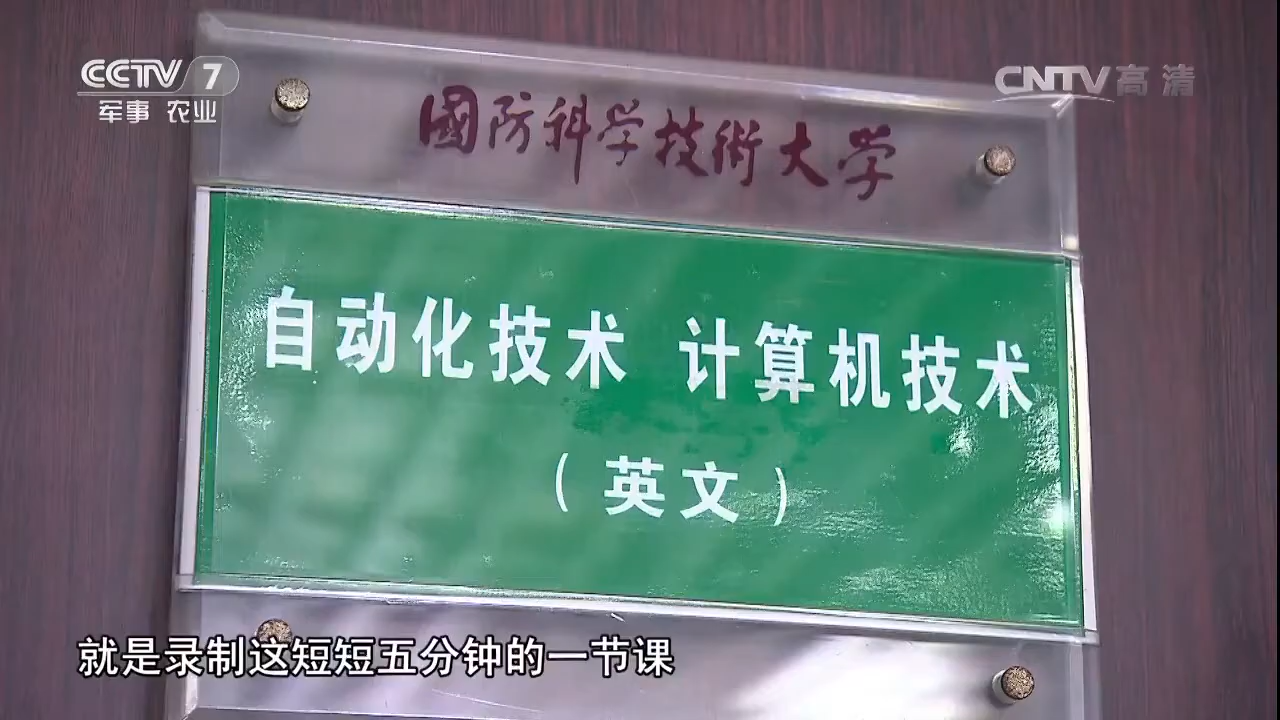 CCTV 7
军事 农业
CNTV高清
國防科学技術大学
自动化技术 计算机技术
（英文）
就是录制这短短五分钟的一节课